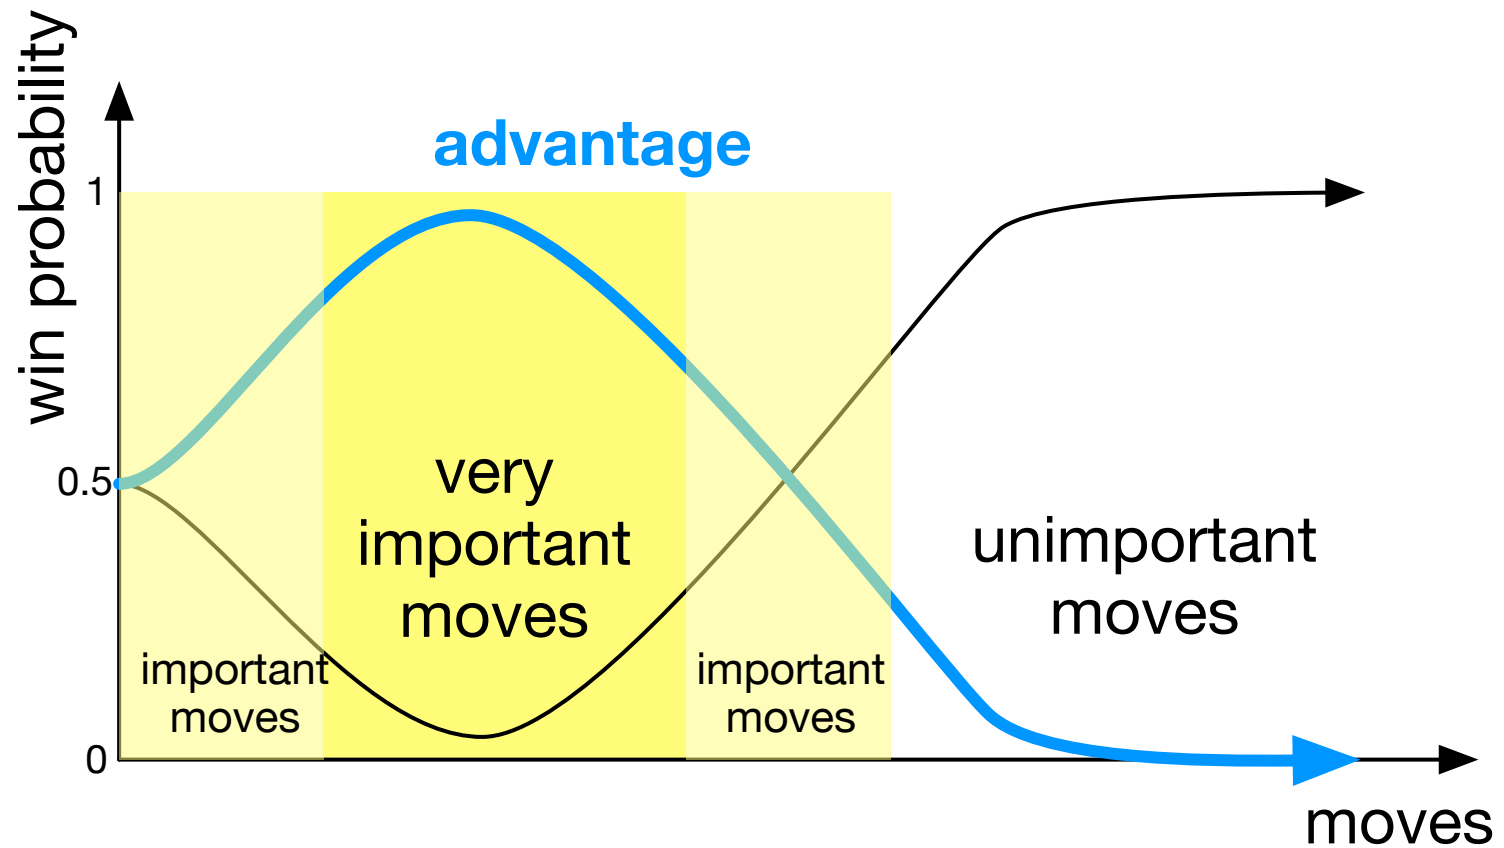 win probability
advantage
1
0.5
0
very
important
moves
important
moves
important
moves
unimportant
moves
moves